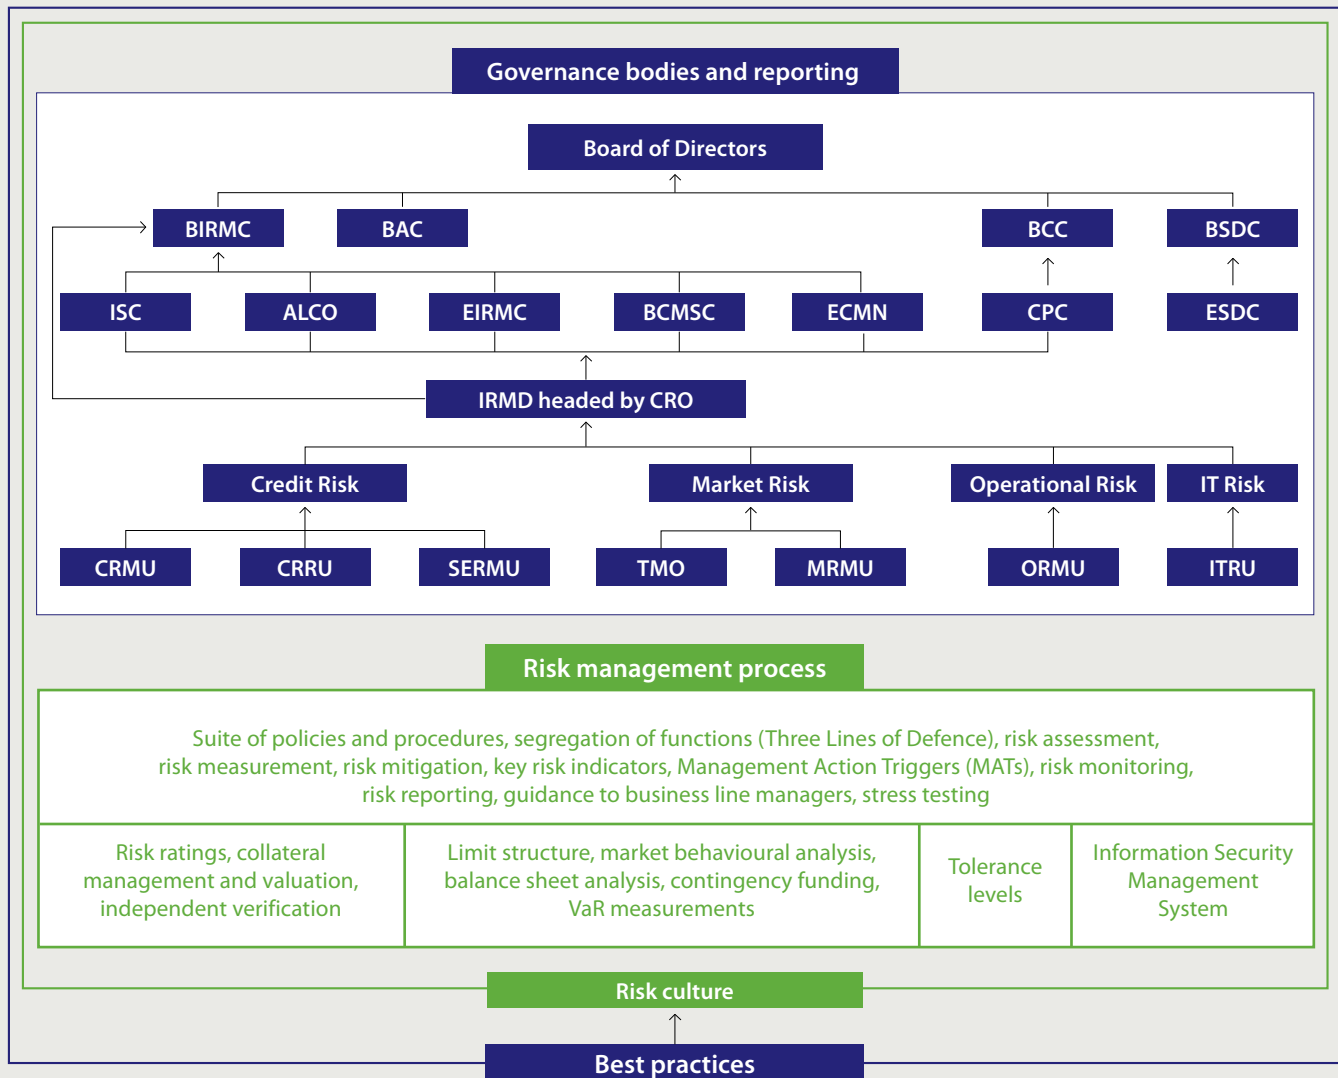 Governance bodies and reporting
Board of Directors
BIRMC
BAC
BCC
BSDC
ISC
ALCO
EIRMC
BCMSC
ECMN
CPC
ESDC
IRMD headed by CRO
Credit Risk
Market Risk
Operational Risk
IT Risk
CRMU
CRRU
SERMU
TMO
MRMU
ORMU
ITRU
Risk management process
Suite of policies and procedures, segregation of functions (Three Lines of Defence), risk assessment,
risk measurement, risk mitigation, key risk indicators, Management Action Triggers (MATs), risk monitoring,
risk reporting, guidance to business line managers, stress testing
Risk ratings, collateral
management and valuation,
independent verification
Limit structure, market behavioural analysis,
balance sheet analysis, contingency funding,
VaR measurements
Tolerance
levels
Information Security
Management
System
Risk culture
Best practices